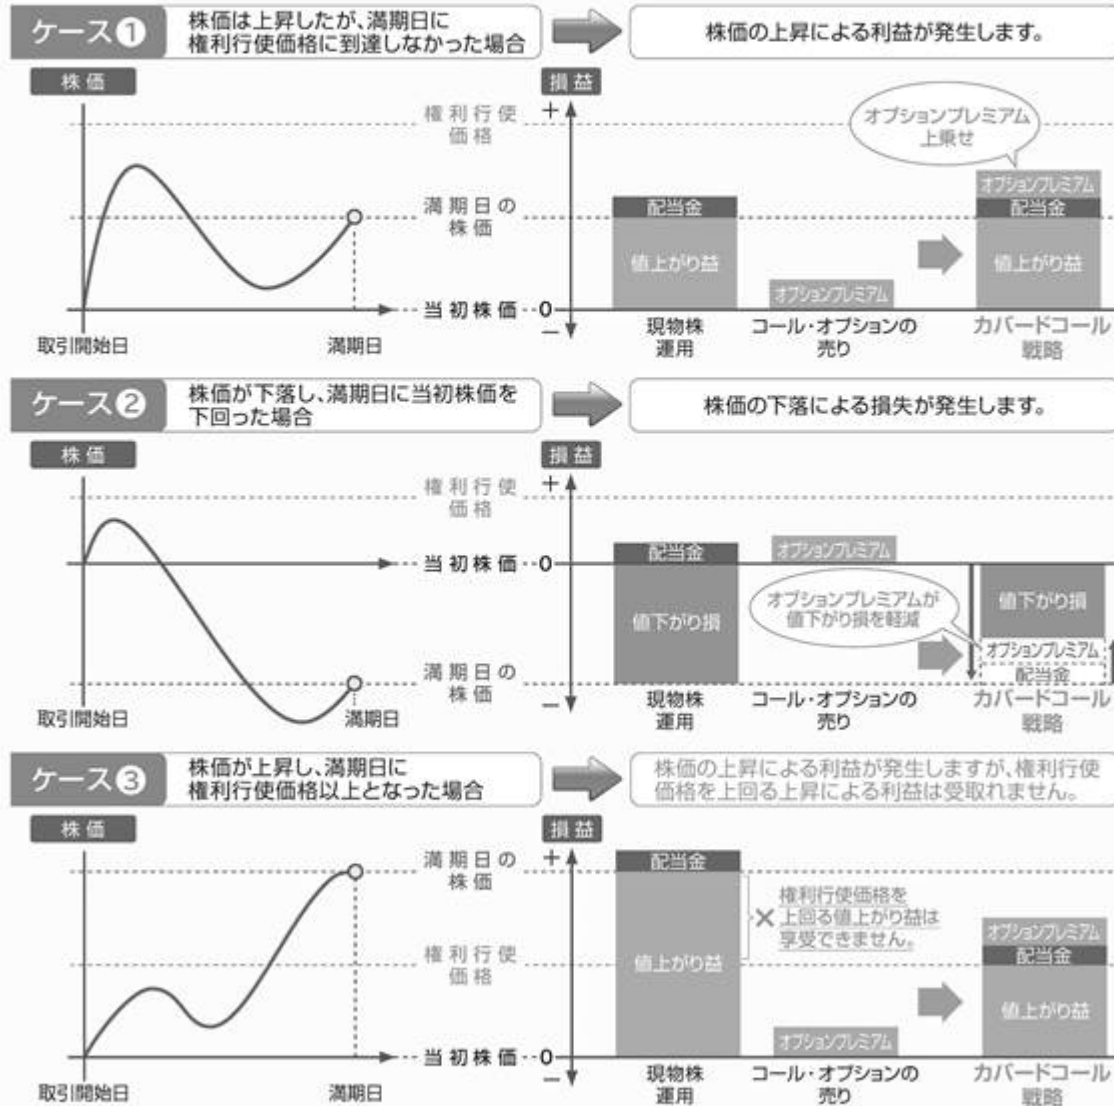 ケース❶
株価は上昇したが、満期日に
権利行使価格に到達しなかった場合
株価の上昇による利益が発生します。
株価
損益
権利行使
価格
+
オプションプレミアム
上乗せ
オプションプレミアム
配当金
配当金
満期日の
株価
値上がり益
値上がり益
オプションプレミアム
当初株価
0
−
取引開始日
満期日
現物株
運用
コール・オプションの
売り
カバードコール
戦略
ケース❷
株価が下落し、満期日に当初株価を
下回った場合
株価の下落による損失が発生します。
株価
損益
権利行使
価格
+
配当金
オプションプレミアム
当初株価
0
値下がり損
オプションプレミアムが
値下がり損を軽減
値下がり損
オプションプレミアム
配当金
満期日の
株価
−
取引開始日
満期日
現物株
運用
コール・オプションの
売り
カバードコール
戦略
ケース❸
株価が上昇し、満期日に
権利行使価格以上となった場合
株価の上昇による利益が発生しますが、権利行使
価格を上回る上昇による利益は受取れません。
株価
損益
満期日の
株価
+
配当金
×
権利行使価格を
上回る値上がり益は
享受できません。
権利行使
価格
値上がり益
オプションプレミアム
配当金
値上がり益
オプションプレミアム
当初株価
0
−
取引開始日
満期日
現物株
運用
コール・オプションの
売り
カバードコール
戦略